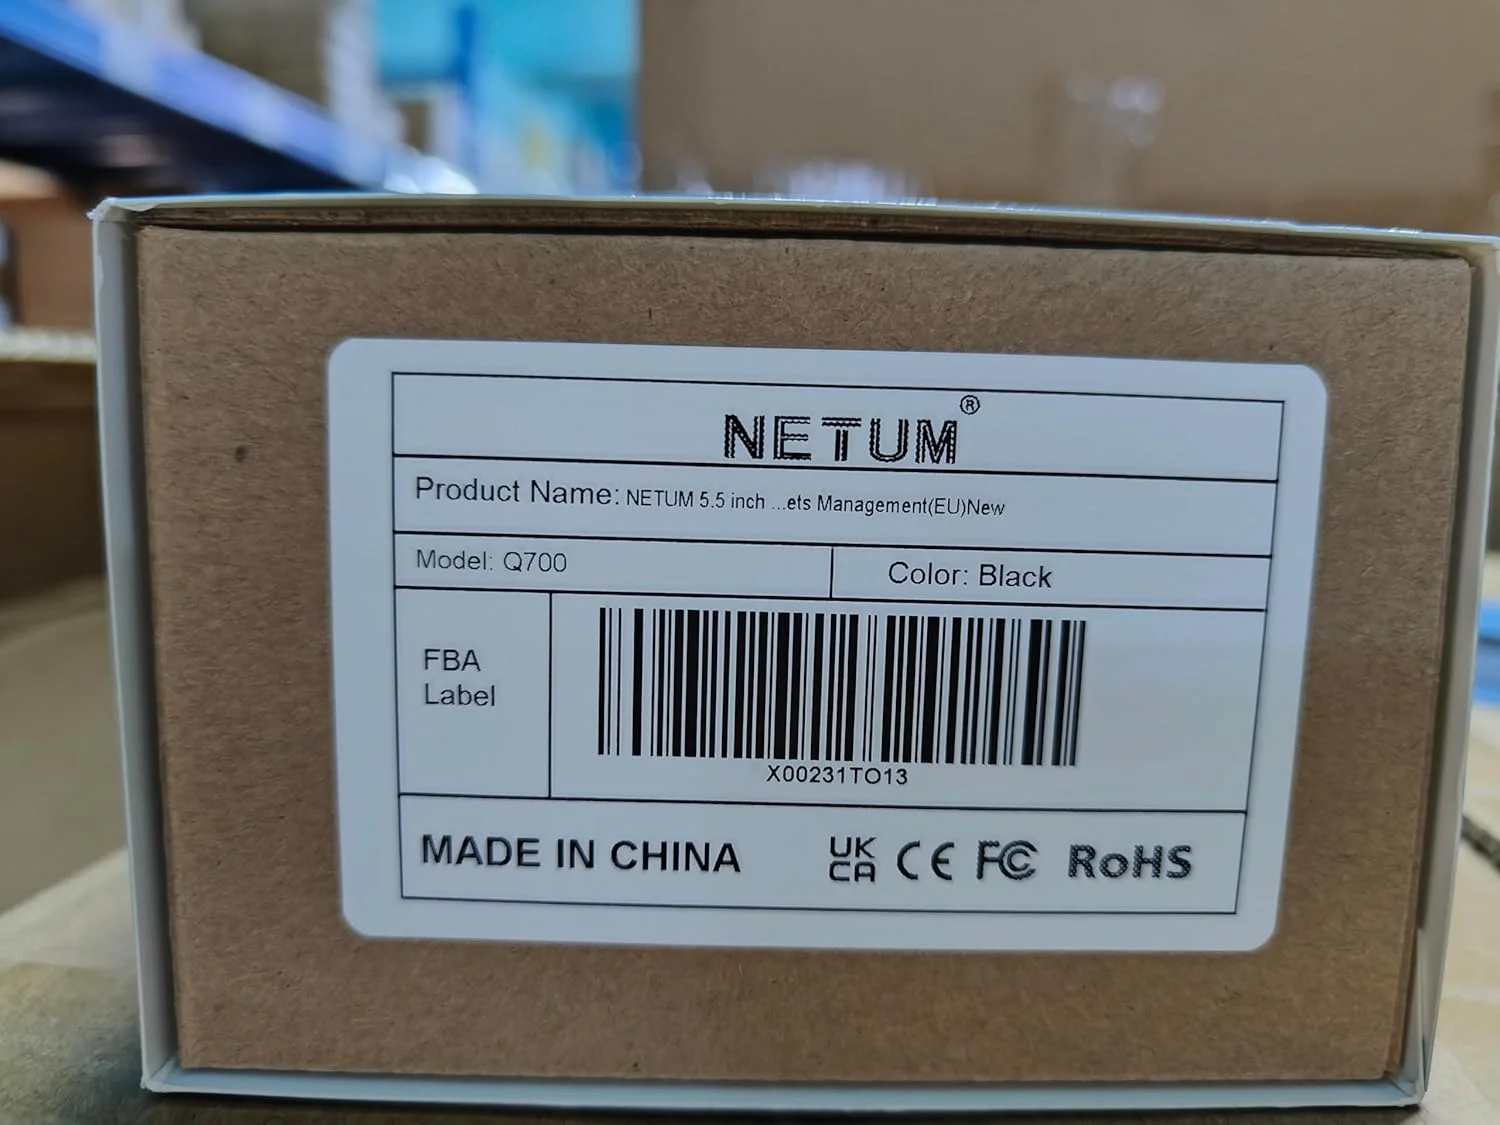 NETUM®
Product Name: NETUM 5.5 inch ...ets Management(EU)New
Model: Q700
Color: Black
FBA
Label
X00231TO13
MADE IN CHINA
UK
CA CE FC RoHS